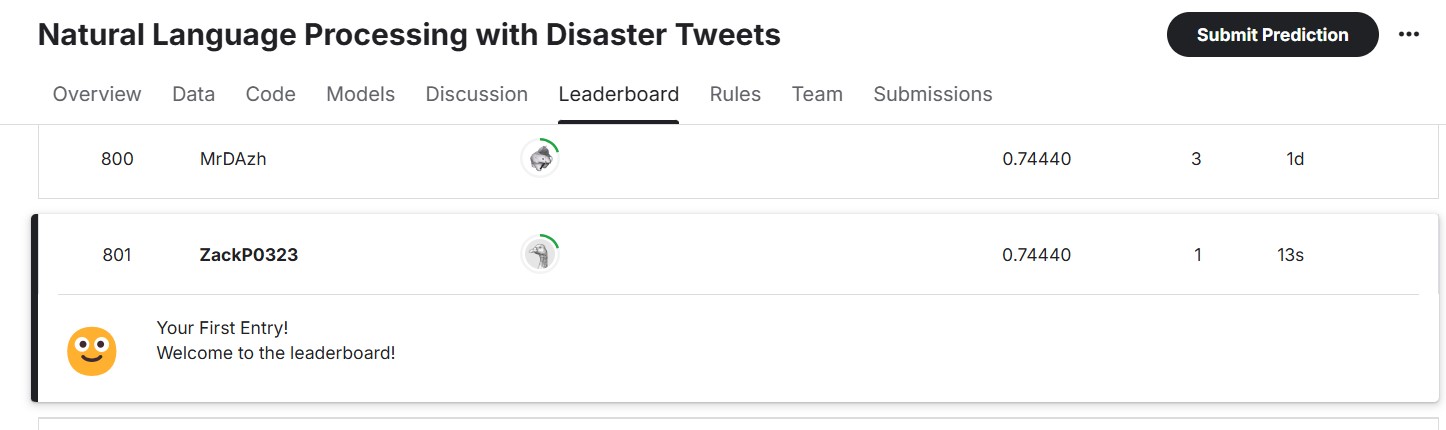 Natural Language Processing with Disaster Tweets
Submit Prediction
Overview Data Code Models Discussion Leaderboard Rules Team Submissions
800 MrDAzh 0.74440 3 1d
801 ZackP0323 0.74440 1 13s
Your First Entry!
Welcome to the leaderboard!